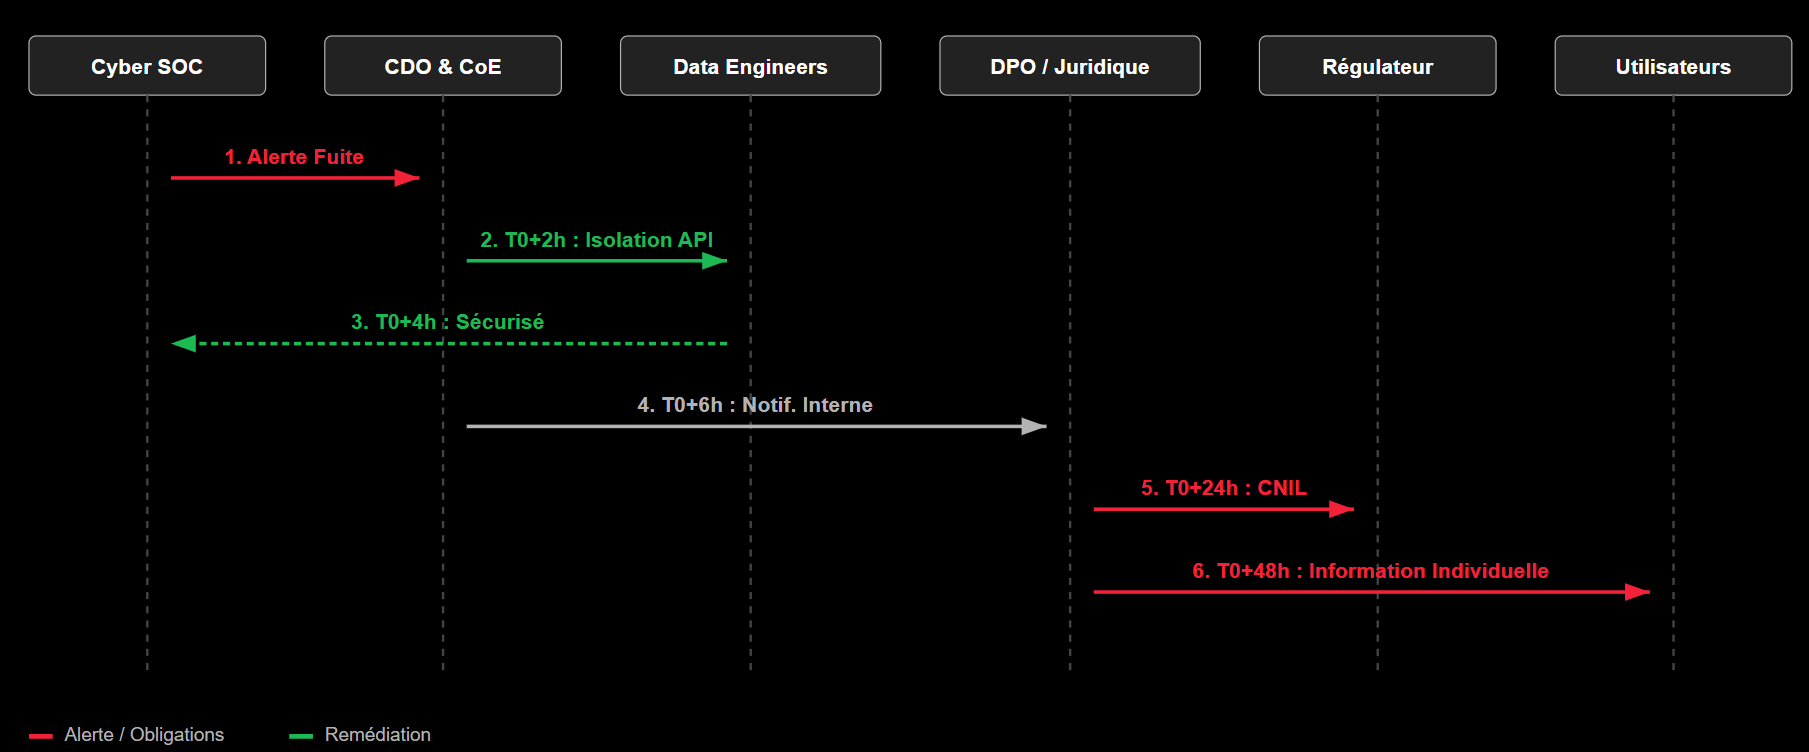 Cyber SOC
CDO & CoE
Data Engineers
DPO / Juridique
Régulateur
Utilisateurs
1. Alerte Fuite
2. T0+2h : Isolation API
3. T0+4h : Sécurisé
4. T0+6h : Notif. Interne
5. T0+24h : CNIL
6. T0+48h : Information Individuelle
Alerte / Obligations
Remédiation